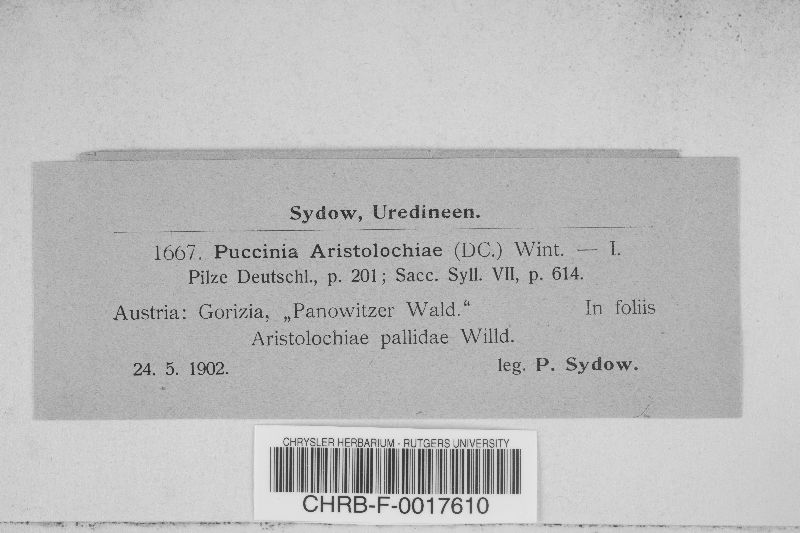 Sydow, Uredineen.
1667. Puccinia Aristolochiae (DC.) Wint. — I.
Pilze Deutschl., p. 201; Sacc. Syll. VII, p. 614.
Austria: Gorizia, „Panowitzer Wald.“ In foliis
Aristolochiae pallidae Willd.
24. 5. 1902. leg. P. Sydow.
CHRYSLER HERBARIUM - RUTGERS UNIVERSITY
CHRB-F-0017610